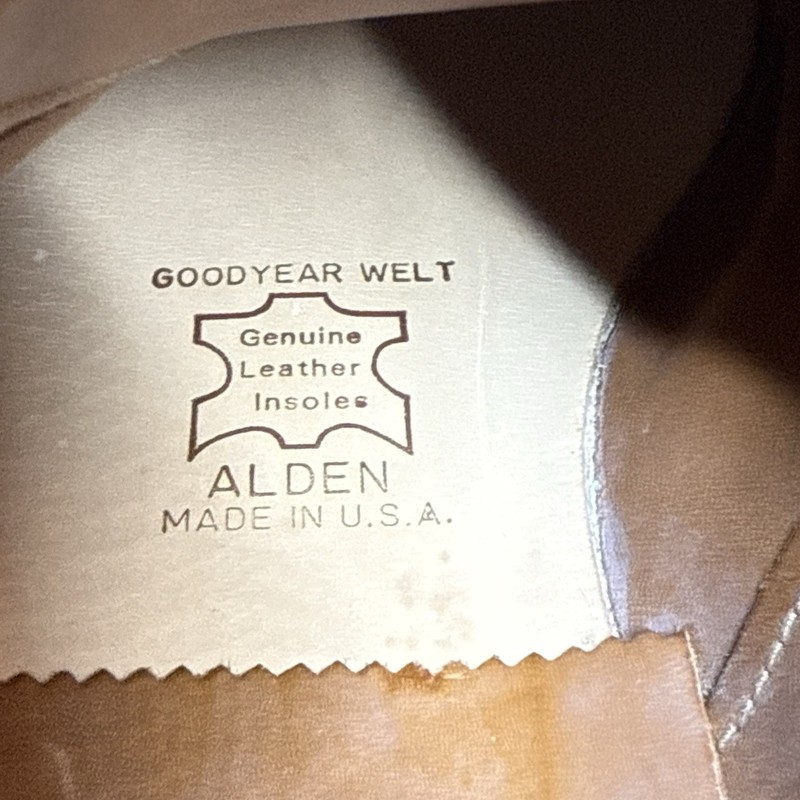 GOODYEAR WELT
Genuine
Leather
Insoles
ALDEN
MADE IN U.S.A.